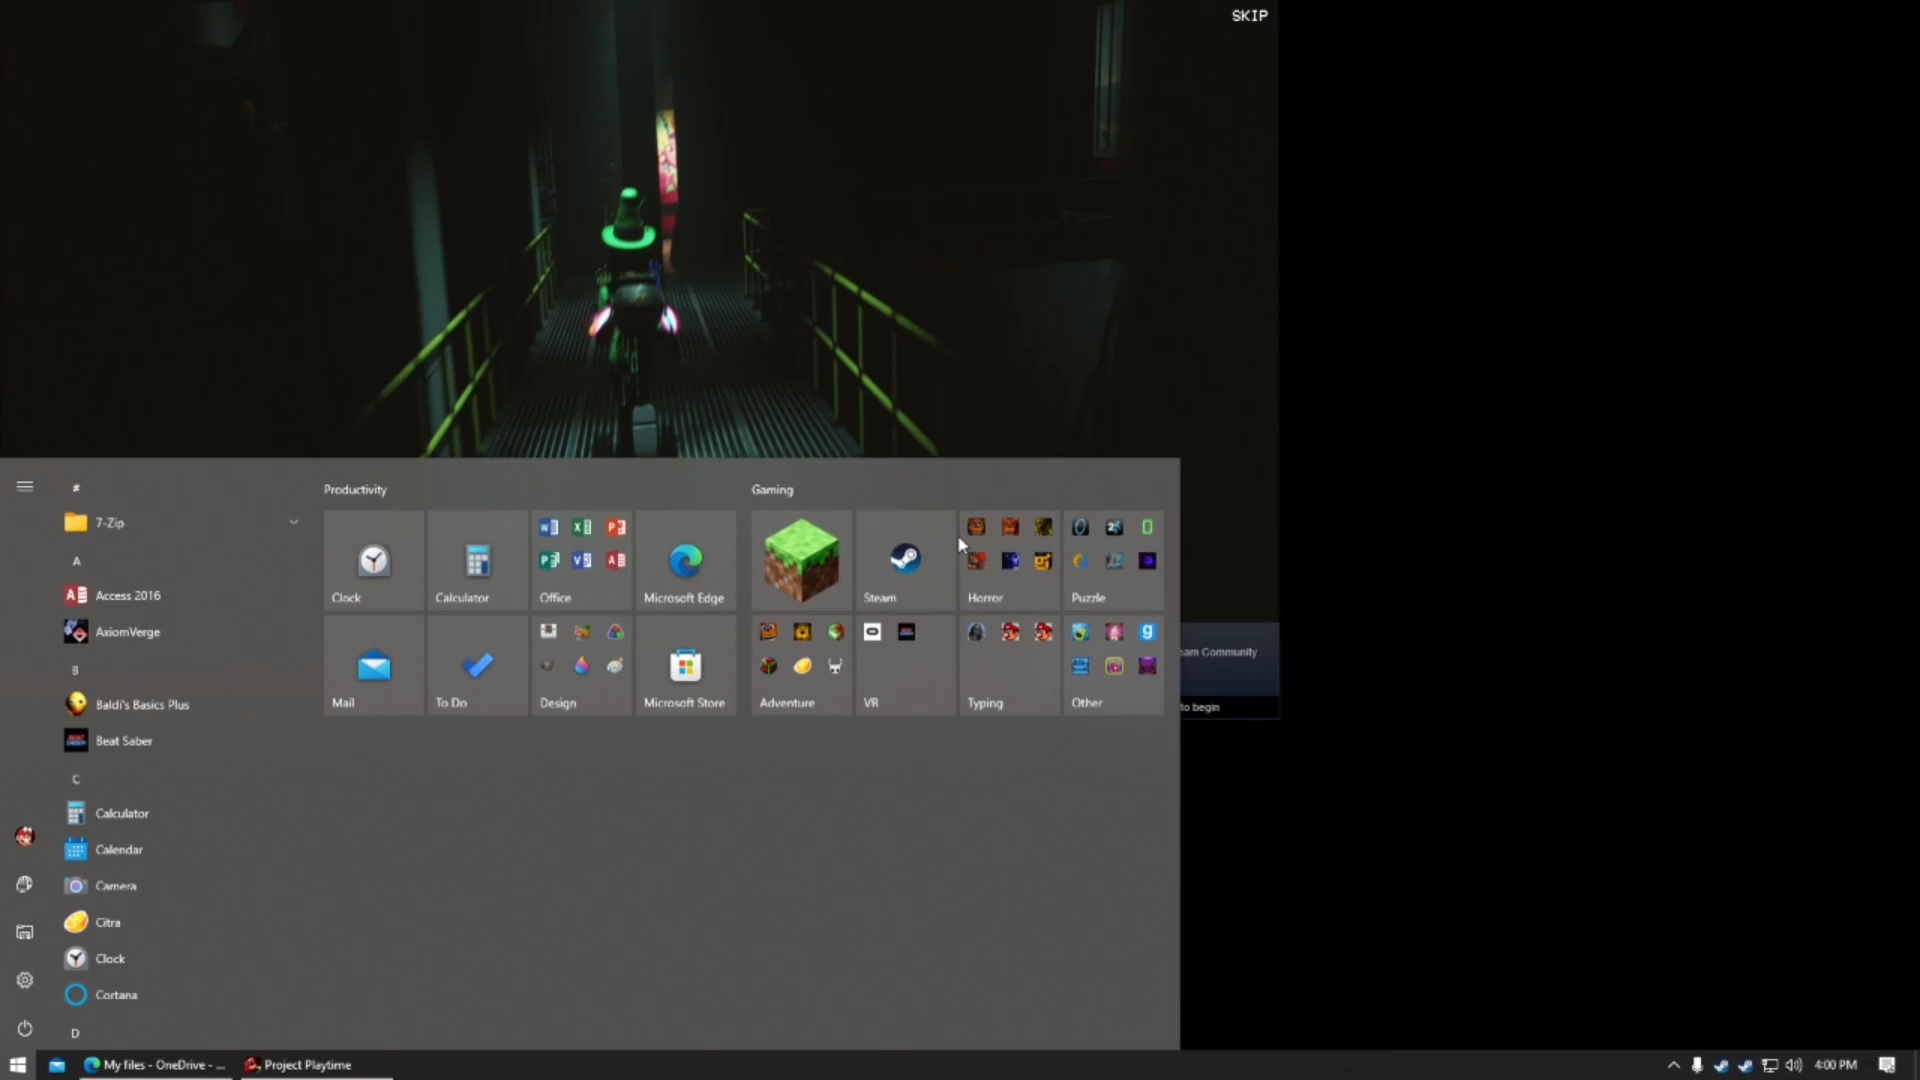 SKIP
#
7-Zip
A
Access 2016
AxiomVerge
B
Baldi's Basics Plus
Beat Saber
C
Calculator
Calendar
Camera
Citra
Clock
Cortana
D
Productivity
Clock
Calculator
Office
Microsoft Edge
Mail
To Do
Design
Microsoft Store
Gaming
Steam
Horror
Puzzle
Adventure
VR
Typing
Other
Community
to begin
My files - OneDrive - ...
Project Playtime
4:00 PM